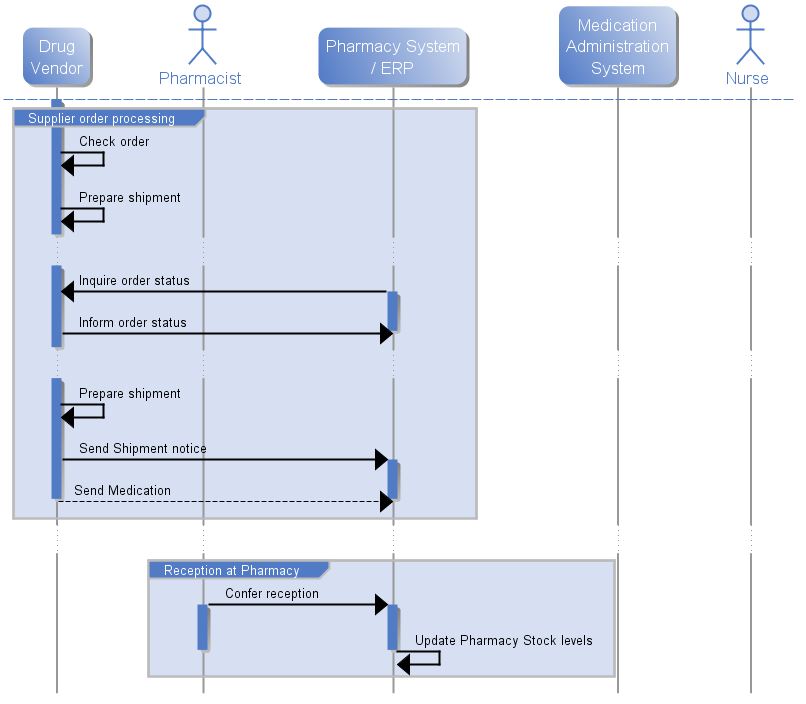 Drug
Vendor
Pharmacist
Pharmacy System
/ ERP
Medication
Administration
System
Nurse
Supplier order processing
Check order
Prepare shipment
Inquire order status
Inform order status
Prepare shipment
Send Shipment notice
Send Medication
Reception at Pharmacy
Confer reception
Update Pharmacy Stock levels